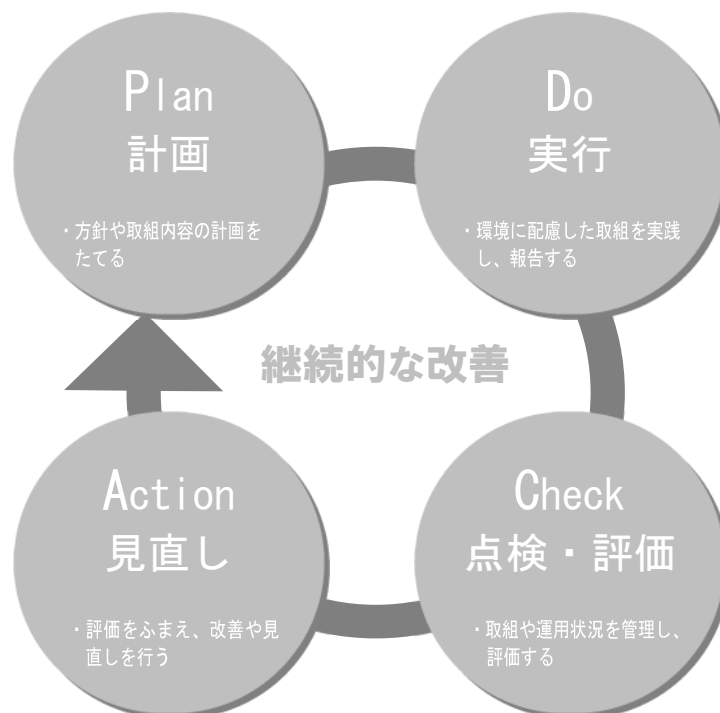 Plan
計画
・方針や取組内容の計画を
たてる
Do
実行
・環境に配慮した取組を実践
し、報告する
継続的な改善
Action
見直し
・評価をふまえ、改善や見
直しを行う
Check
点検・評価
・取組や運用状況を管理し、
評価する